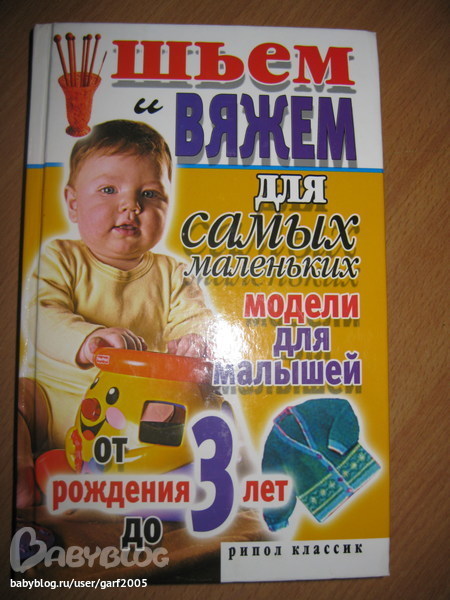 шьем
и ВЯЖЕМ
для
самых
маленьких
модели
для
малышей
от
рождения 3 лет
до
РИПОЛ КЛАССИК
BABYBLOG
babyblog.ru/user/garf2005